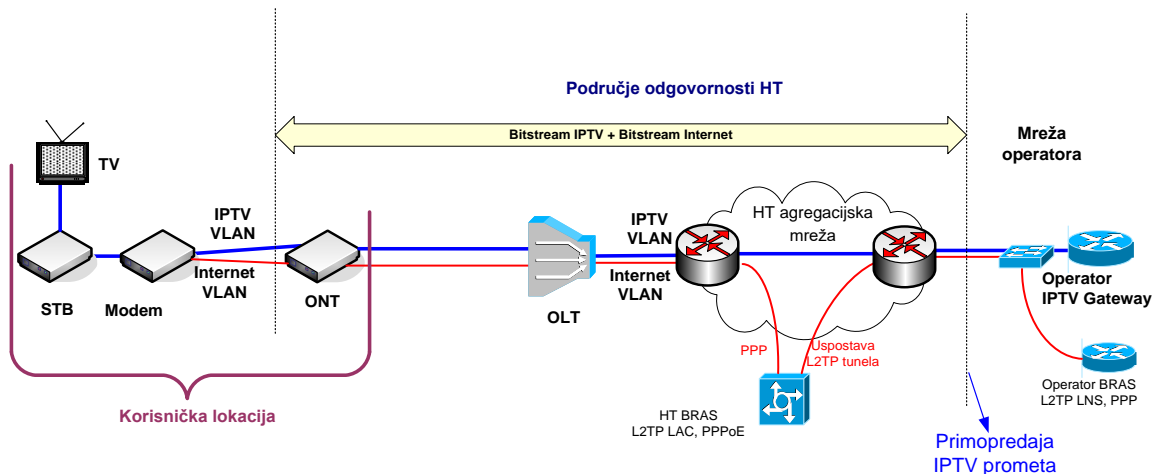 Područje odgovornosti HT
Bitstream IPTV + Bitstream Internet
Mreža
operatora
TV
IPTV
VLAN
Internet
VLAN
STB
Modem
ONT
OLT
IPTV
VLAN
Internet
VLAN
HT agregacijska
mreža
Operator
IPTV Gateway
PPP
Uspostava
L2TP tunela
HT BRAS
L2TP LAC, PPPoE
Operator BRAS
L2TP LNS, PPP
Korisnička lokacija
Primopredaja
IPTV prometa